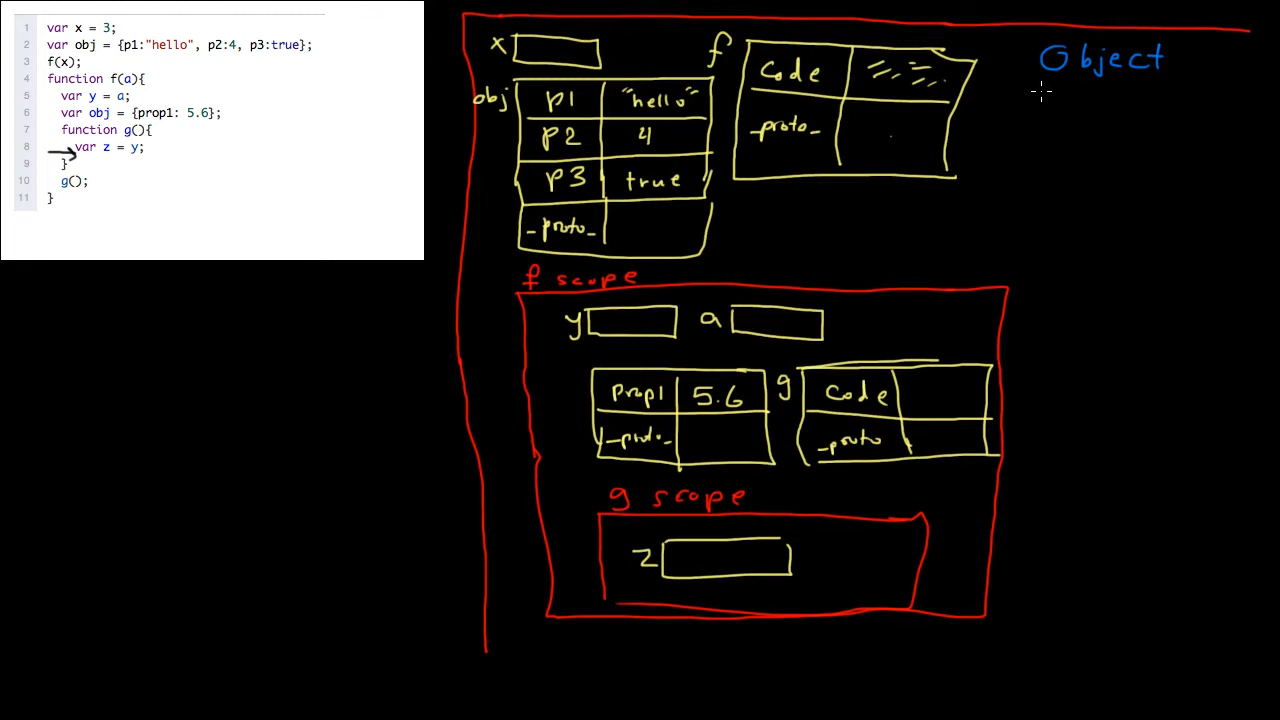 1 var x = 3;
2 var obj = {p1:"hello", p2:4, p3:true};
3 f(x);
4 function f(a){
5 var y = a;
6 var obj = {prop1: 5.6};
7 function g(){
8 var z = y;
9 }
10 g();
11 }
x
obj
p1 "hello"
p2 4
p3 true
_proto_
f
Code
_proto_
Object
f scope
y
a
prop1 5.6
_proto_
g
Code
_proto
g scope
z